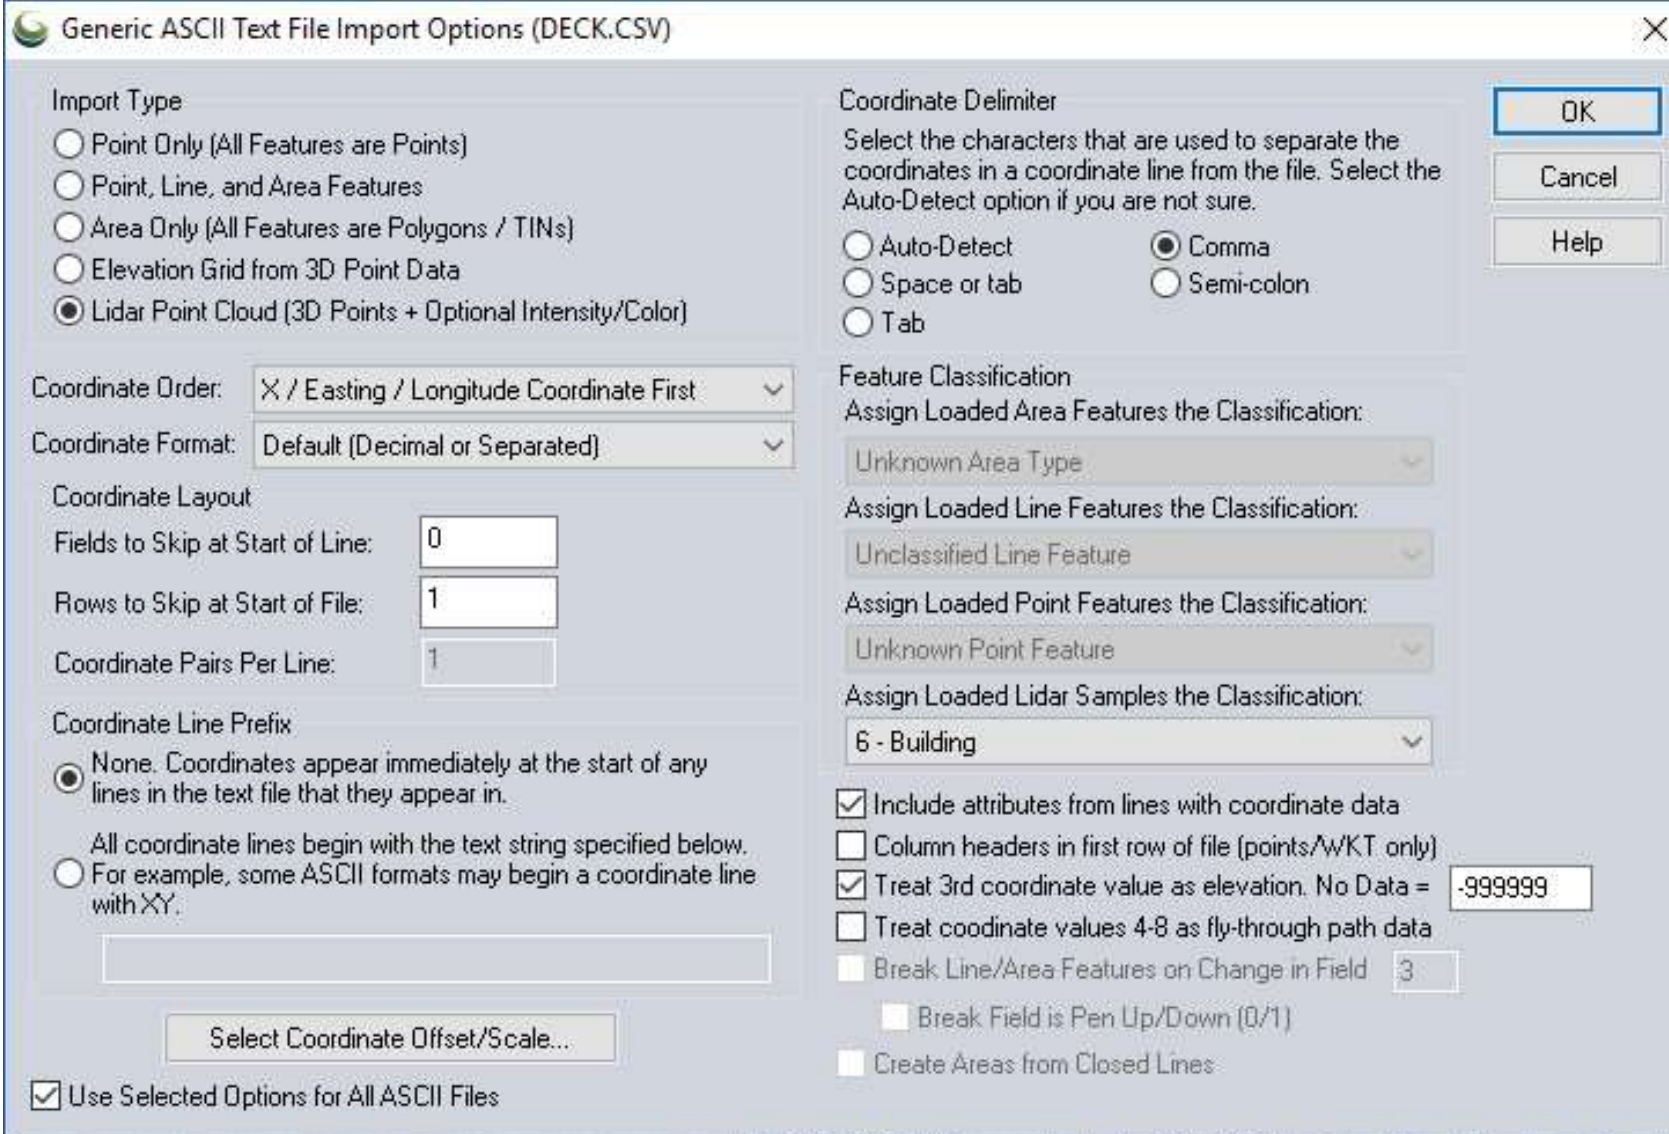 Generic ASCII Text File Import Options (DECK.CSV)
Import Type
Point Only (All Features are Points)
Point, Line, and Area Features
Area Only (All Features are Polygons / TINs)
Elevation Grid from 3D Point Data
Lidar Point Cloud (3D Points + Optional Intensity/Color)
Coordinate Order: X / Easting / Longitude Coordinate First
Coordinate Format: Default (Decimal or Separated)
Coordinate Layout
Fields to Skip at Start of Line: 0
Rows to Skip at Start of File: 1
Coordinate Pairs Per Line: 1
Coordinate Line Prefix
None. Coordinates appear immediately at the start of any
lines in the text file that they appear in.
All coordinate lines begin with the text string specified below.
For example, some ASCII formats may begin a coordinate line
with XY.
Select Coordinate Offset/Scale...
Use Selected Options for All ASCII Files
Coordinate Delimiter
Select the characters that are used to separate the
coordinates in a coordinate line from the file. Select the
Auto-Detect option if you are not sure.
Auto-Detect
Comma
Space or tab
Semi-colon
Tab
Feature Classification
Assign Loaded Area Features the Classification:
Unknown Area Type
Assign Loaded Line Features the Classification:
Unclassified Line Feature
Assign Loaded Point Features the Classification:
Unknown Point Feature
Assign Loaded Lidar Samples the Classification:
6 - Building
Include attributes from lines with coordinate data
Column headers in first row of file (points/WKT only)
Treat 3rd coordinate value as elevation. No Data = -999999
Treat coodinate values 4-8 as fly-through path data
Break Line/Area Features on Change in Field 3
Break Field is Pen Up/Down (0/1)
Create Areas from Closed Lines
OK
Cancel
Help